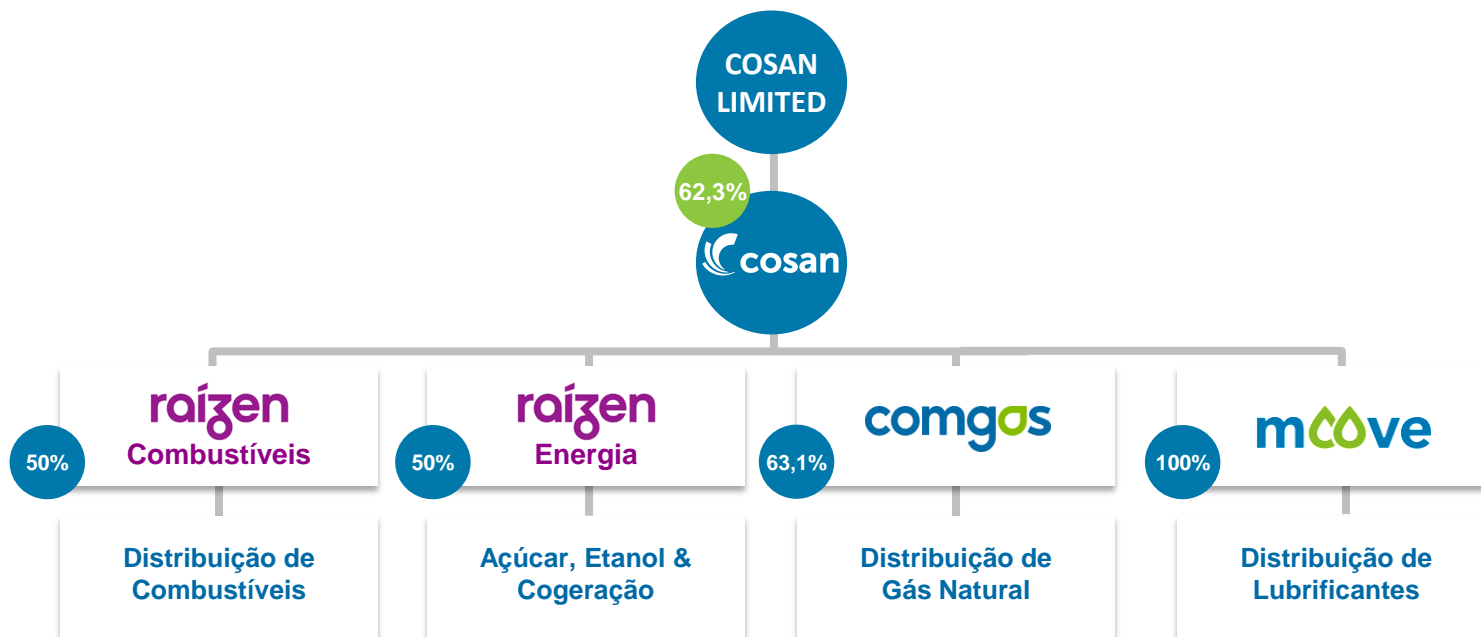 COSAN
LIMITED
62,3%
cosan
raízen
Combustíveis
50%
raízen
Energia
50%
comgas
63,1%
moove
100%
Distribuição de
Combustíveis
Açúcar, Etanol &
Cogeração
Distribuição de
Gás Natural
Distribuição de
Lubrificantes